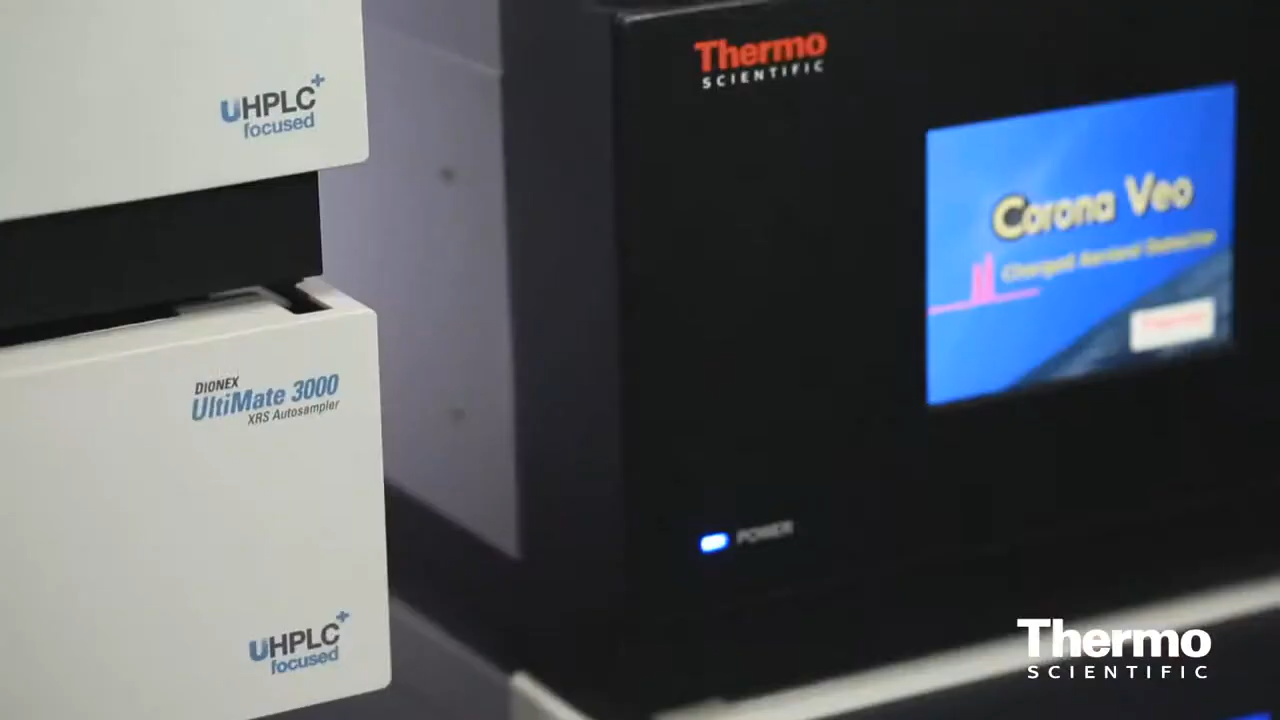 UHPLC+
focused
DIONEX
UltiMate 3000
XRS Autosampler
UHPLC+
focused
Thermo
SCIENTIFIC
Corona Veo
Charged Aerosol Detector
Thermo
POWER
Thermo
SCIENTIFIC